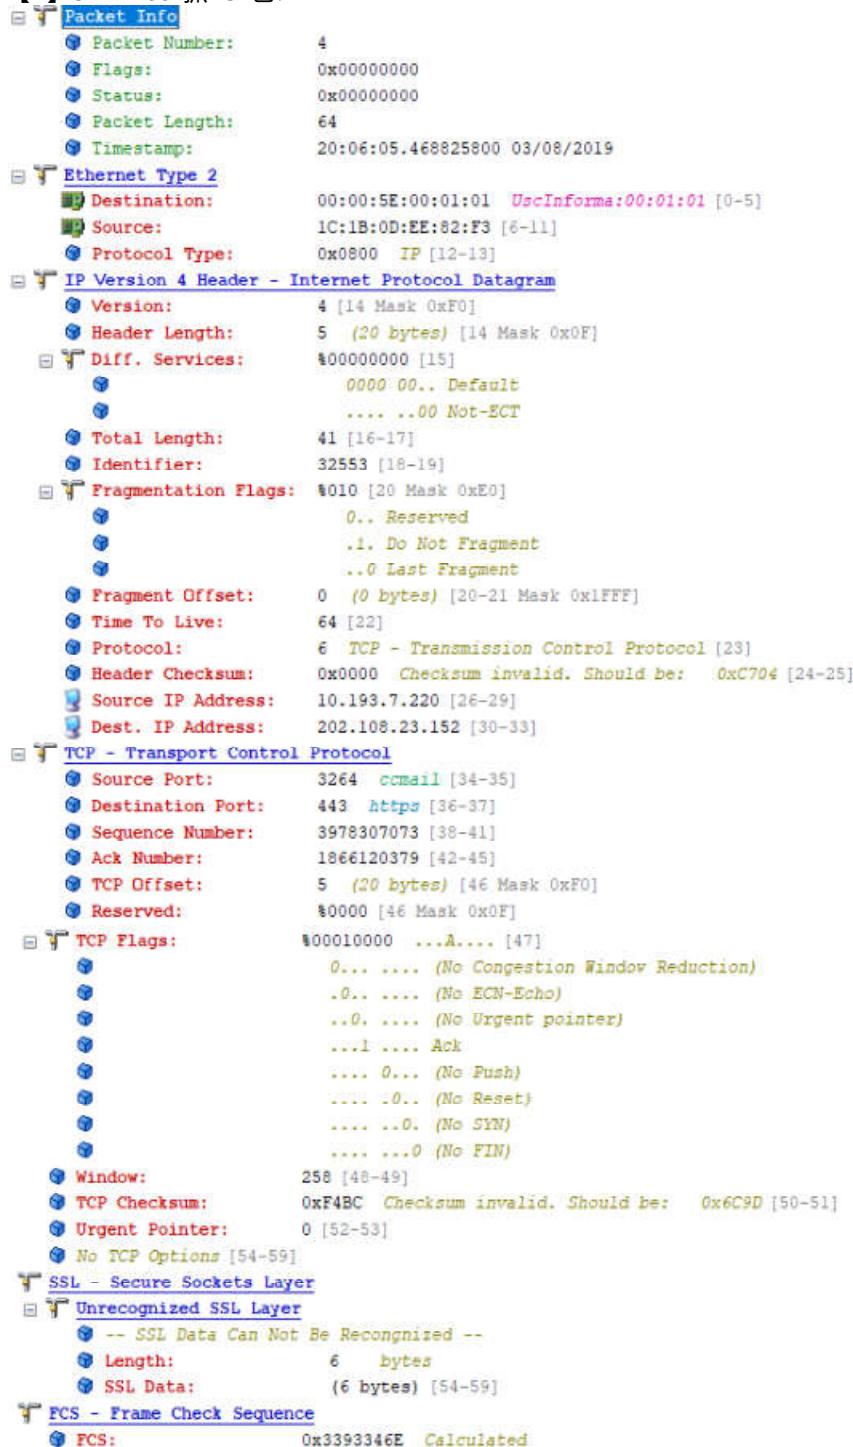 Packet Info
Packet Number: 4
Flags: 0x00000000
Status: 0x00000000
Packet Length: 64
Timestamp: 20:06:05.468825800 03/08/2019
Ethernet Type 2
Destination: 00:00:5E:00:01:01 UscInforma:00:01:01 [0-5]
Source: 1C:1B:0D:EE:82:F3 [6-11]
Protocol Type: 0x0800 IP [12-13]
IP Version 4 Header - Internet Protocol Datagram
Version: 4 [14 Mask 0xF0]
Header Length: 5 (20 bytes) [14 Mask 0x0F]
Diff. Services: %00000000 [15]
0000 00.. Default
.... ..00 Not-ECT
Total Length: 41 [16-17]
Identifier: 32553 [18-19]
Fragmentation Flags: %010 [20 Mask 0xE0]
0.. Reserved
.1. Do Not Fragment
..0 Last Fragment
Fragment Offset: 0 (0 bytes) [20-21 Mask 0x1FFF]
Time To Live: 64 [22]
Protocol: 6 TCP - Transmission Control Protocol [23]
Header Checksum: 0x0000 Checksum invalid. Should be: 0xC704 [24-25]
Source IP Address: 10.193.7.220 [26-29]
Dest. IP Address: 202.108.23.152 [30-33]
TCP - Transport Control Protocol
Source Port: 3264 ccmail [34-35]
Destination Port: 443 https [36-37]
Sequence Number: 3978307073 [38-41]
Ack Number: 1866120379 [42-45]
TCP Offset: 5 (20 bytes) [46 Mask 0xF0]
Reserved: %0000 [46 Mask 0x0F]
TCP Flags: %00010000 ...A.... [47]
0... .... (No Congestion Window Reduction)
.0.. .... (No ECN-Echo)
..0. .... (No Urgent pointer)
...1 .... Ack
.... 0... (No Push)
.... .0.. (No Reset)
.... ..0. (No SYN)
.... ...0 (No FIN)
Window: 258 [48-49]
TCP Checksum: 0xF4BC Checksum invalid. Should be: 0x6C9D [50-51]
Urgent Pointer: 0 [52-53]
No TCP Options [54-59]
SSL - Secure Sockets Layer
Unrecognized SSL Layer
-- SSL Data Can Not Be Recongnized --
Length: 6 bytes
SSL Data: (6 bytes) [54-59]
FCS - Frame Check Sequence
FCS: 0x3393346E Calculated